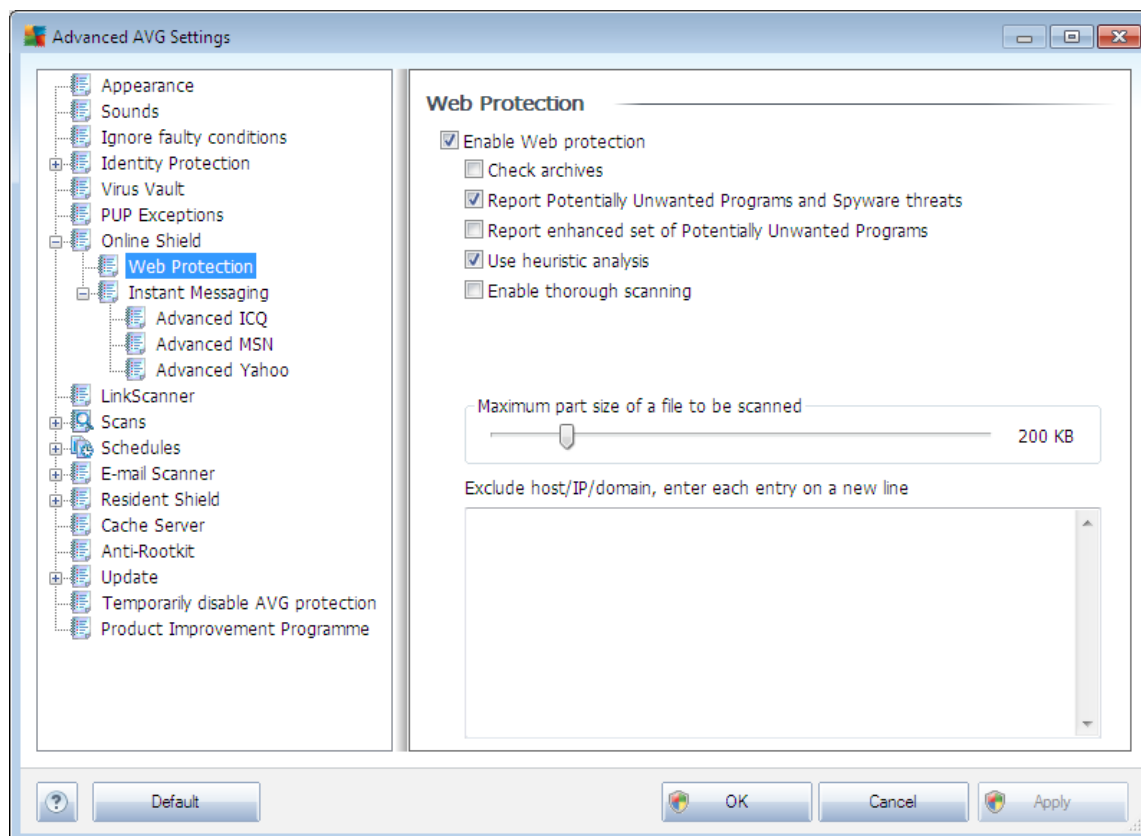 Advanced AVG Settings
Appearance
Sounds
Ignore faulty conditions
Identity Protection
Virus Vault
PUP Exceptions
Online Shield
Web Protection
Instant Messaging
Advanced ICQ
Advanced MSN
Advanced Yahoo
LinkScanner
Scans
Schedules
E-mail Scanner
Resident Shield
Cache Server
Anti-Rootkit
Update
Temporarily disable AVG protection
Product Improvement Programme
Web Protection
Enable Web protection
Check archives
Report Potentially Unwanted Programs and Spyware threats
Report enhanced set of Potentially Unwanted Programs
Use heuristic analysis
Enable thorough scanning
Maximum part size of a file to be scanned
200 KB
Exclude host/IP/domain, enter each entry on a new line
?
Default
OK
Cancel
Apply